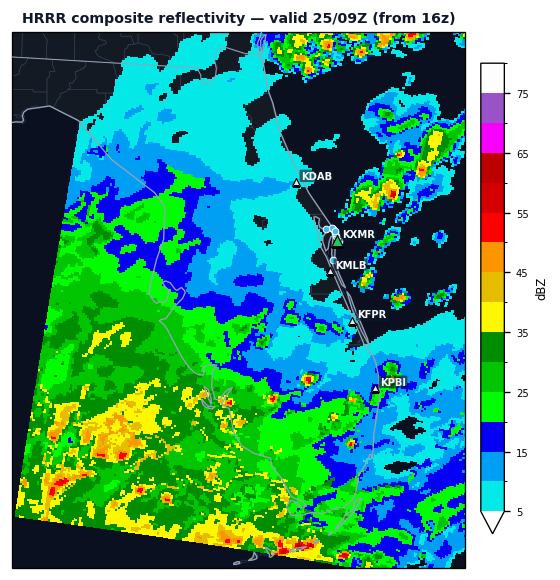 HRRR composite reflectivity — valid 25/09Z (from 16z)
KDAB
KXMR
KMLB
KFPR
KPBI
75
65
55
45
35
25
15
5
dBZ